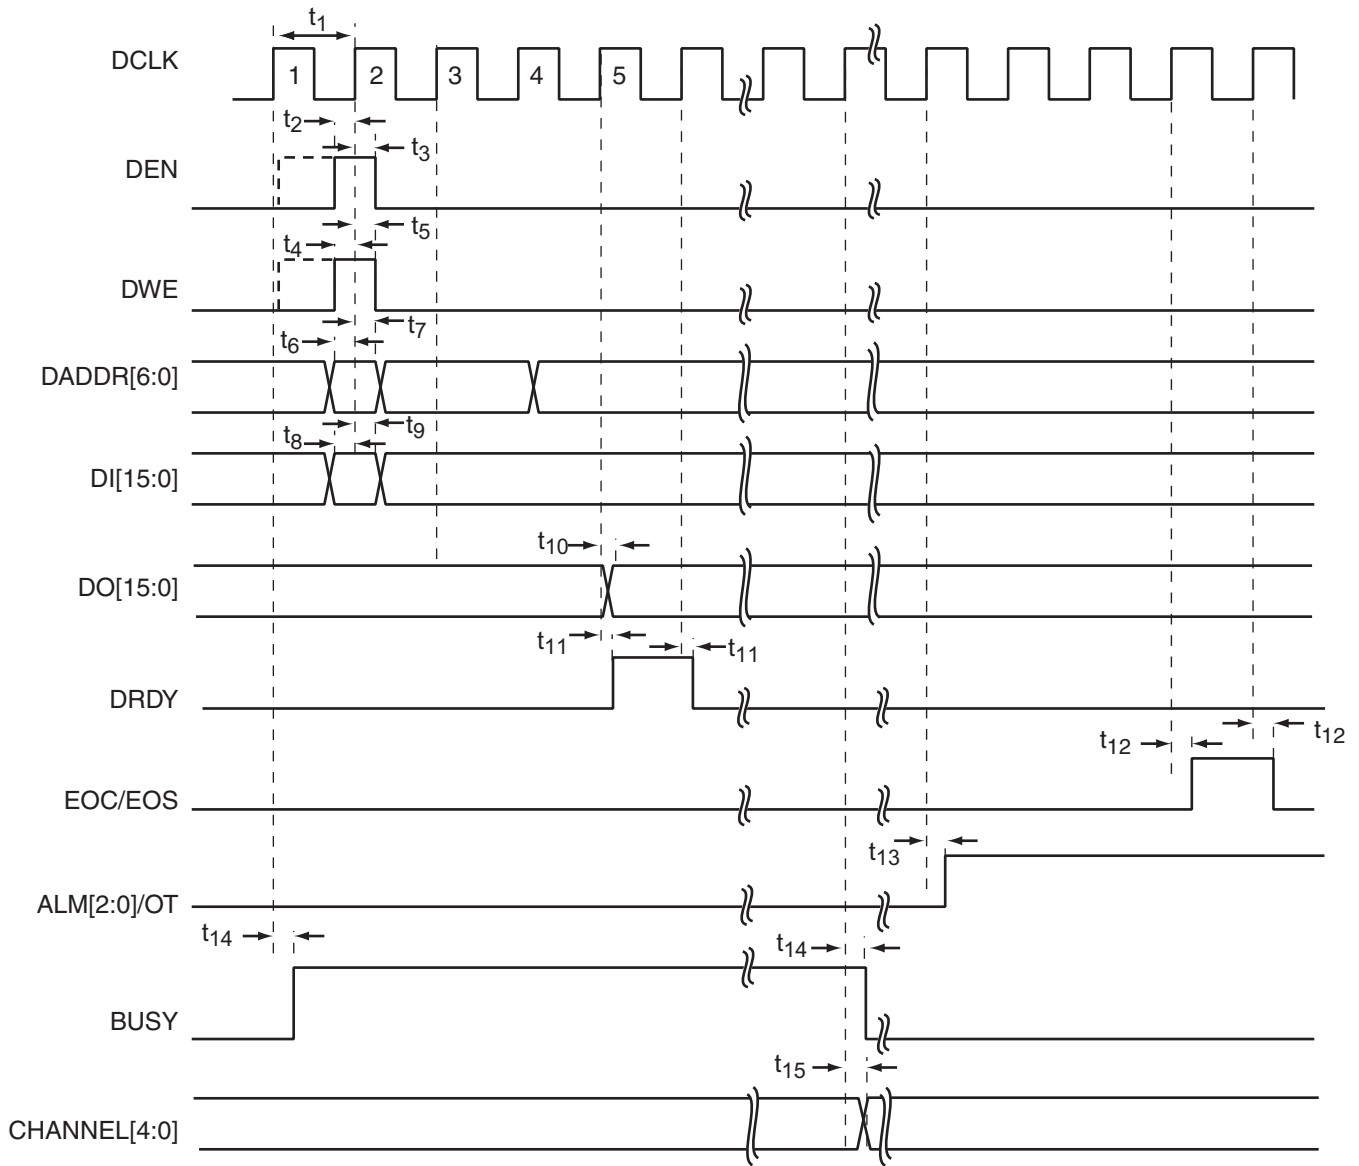 t1
DCLK
1 2 3 4 5
t2
t3
DEN
t5
t4
DWE
t7
t6
DADDR[6:0]
t9
t8
DI[15:0]
t10
DO[15:0]
t11
t11
DRDY
t12
t12
EOC/EOS
t13
ALM[2:0]/OT
t14
t14
BUSY
t15
CHANNEL[4:0]